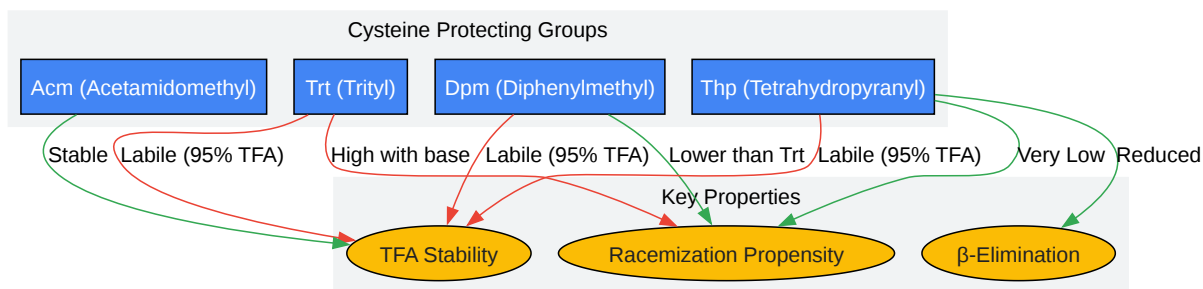 Cysteine Protecting Groups
Acm (Acetamidomethyl)
Trt (Trityl)
Dpm (Diphenylmethyl)
Thp (Tetrahydropyranyl)
Stable
Labile (95% TFA)
High with base
Labile (95% TFA)
Lower than Trt
Labile (95% TFA)
Very Low
Reduced
Key Properties
TFA Stability
Racemization Propensity
β-Elimination